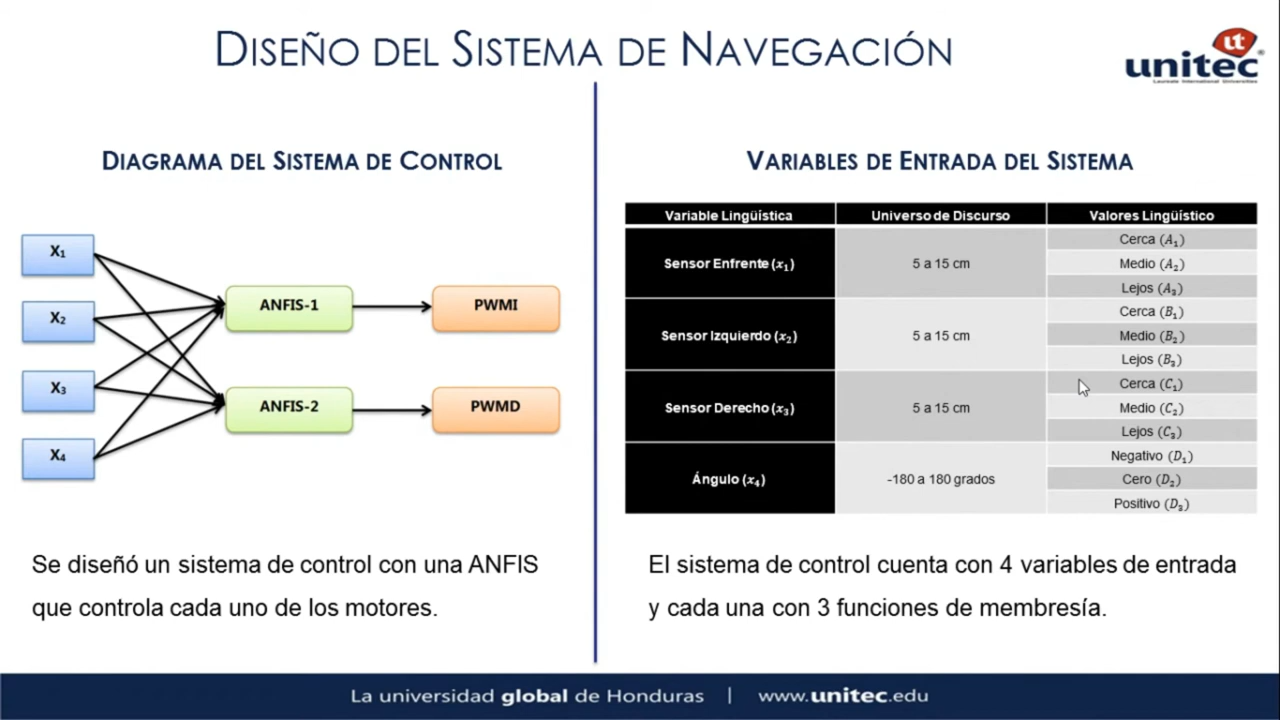 DISEÑO DEL SISTEMA DE NAVEGACIÓN
unitec
Laureate International Universities
DIAGRAMA DEL SISTEMA DE CONTROL
X1
X2
X3
X4
ANFIS-1
ANFIS-2
PWMI
PWMD
Se diseñó un sistema de control con una ANFIS
que controla cada uno de los motores.
VARIABLES DE ENTRADA DEL SISTEMA
Variable Lingüística Universo de Discurso Valores Lingüístico
Sensor Enfrente (x1) 5 a 15 cm Cerca (A1)
Medio (A2)
Lejos (A3)
Sensor Izquierdo (x2) 5 a 15 cm Cerca (B1)
Medio (B2)
Lejos (B3)
Sensor Derecho (x3) 5 a 15 cm Cerca (C1)
Medio (C2)
Lejos (C3)
Ángulo (x4) -180 a 180 grados Negativo (D1)
Cero (D2)
Positivo (D3)
El sistema de control cuenta con 4 variables de entrada
y cada una con 3 funciones de membresía.
La universidad global de Honduras | www.unitec.edu